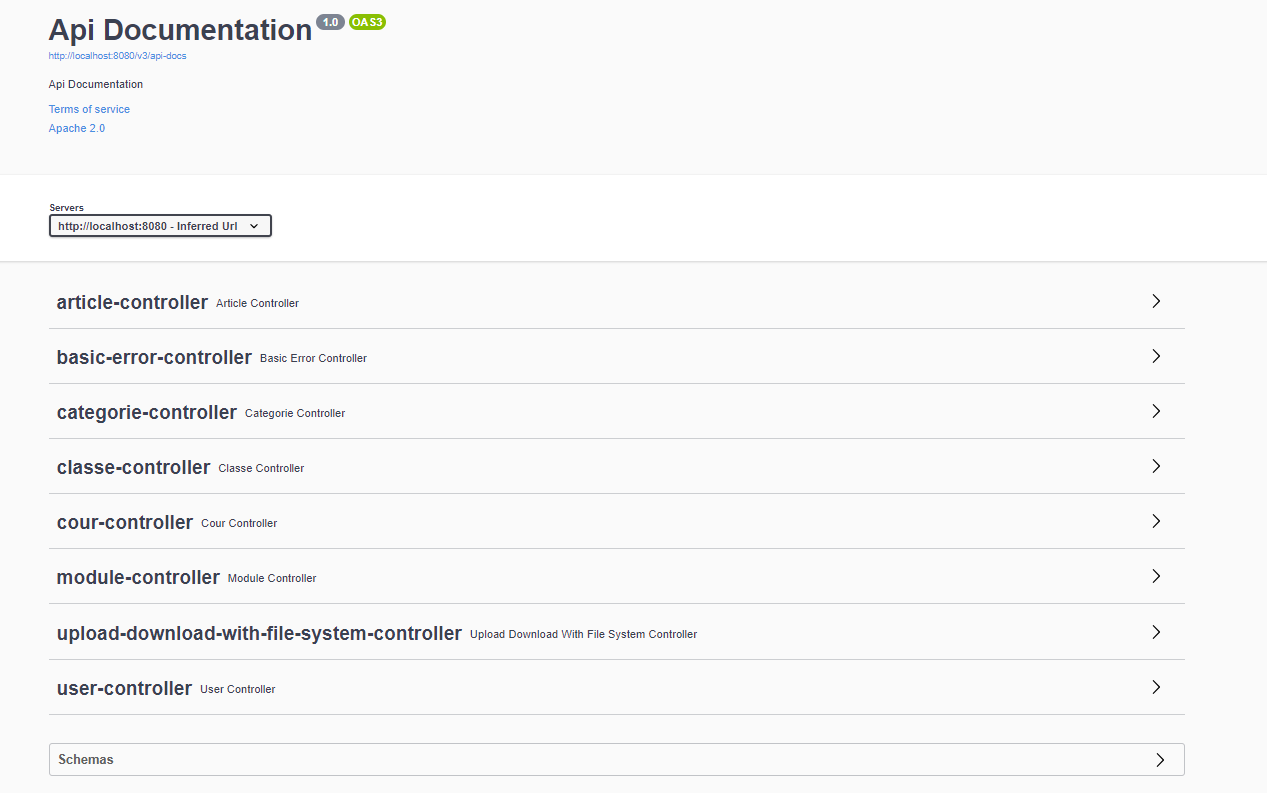 Api Documentation 1.0 OAS3
http://localhost:8080/v3/api-docs
Api Documentation
Terms of service
Apache 2.0
Servers
http://localhost:8080 - Inferred Url
article-controller Article Controller
basic-error-controller Basic Error Controller
categorie-controller Categorie Controller
classe-controller Classe Controller
cour-controller Cour Controller
module-controller Module Controller
upload-download-with-file-system-controller Upload Download With File System Controller
user-controller User Controller
Schemas